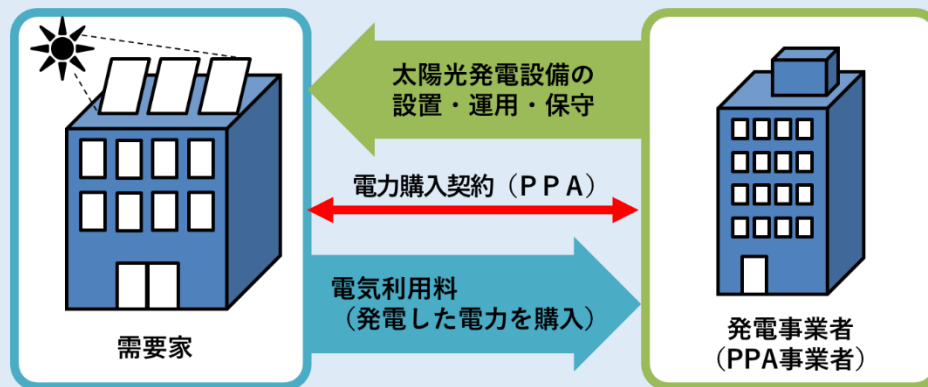 太陽光発電設備の
設置・運用・保守
電力購入契約（ＰＰＡ）
電気利用料
（発電した電力を購入）
需要家
発電事業者
（PPA事業者）